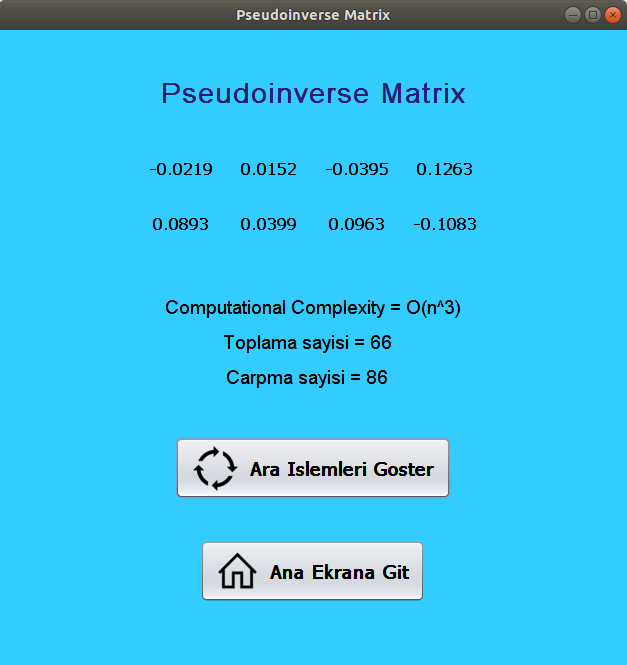 Pseudoinverse Matrix
Pseudoinverse Matrix
-0.0219 0.0152 -0.0395 0.1263
0.0893 0.0399 0.0963 -0.1083
Computational Complexity = O(n^3)
Toplama sayisi = 66
Carpma sayisi = 86
Ara Islemleri Goster
Ana Ekrana Git